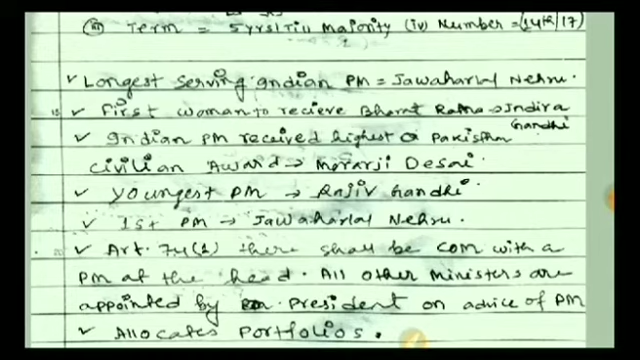 (iii) Term = 5 yrs/Till Majority (iv) Number = (14th/17)
✓ Longest serving Indian PM = Jawaharlal Nehru.
✓ First woman to recieve Bharat Ratna → Indira Gandhi
✓ Indian PM received highest Pakistan
civilian Award → Morarji Desai.
✓ Youngest PM → Rajiv Gandhi.
✓ 1st PM → Jawaharlal Nehru.
✓ Art. 74(1) there shall be COM with a
PM at the head. All other ministers are
appointed by President on advice of PM
✓ Allocates Portfolios.